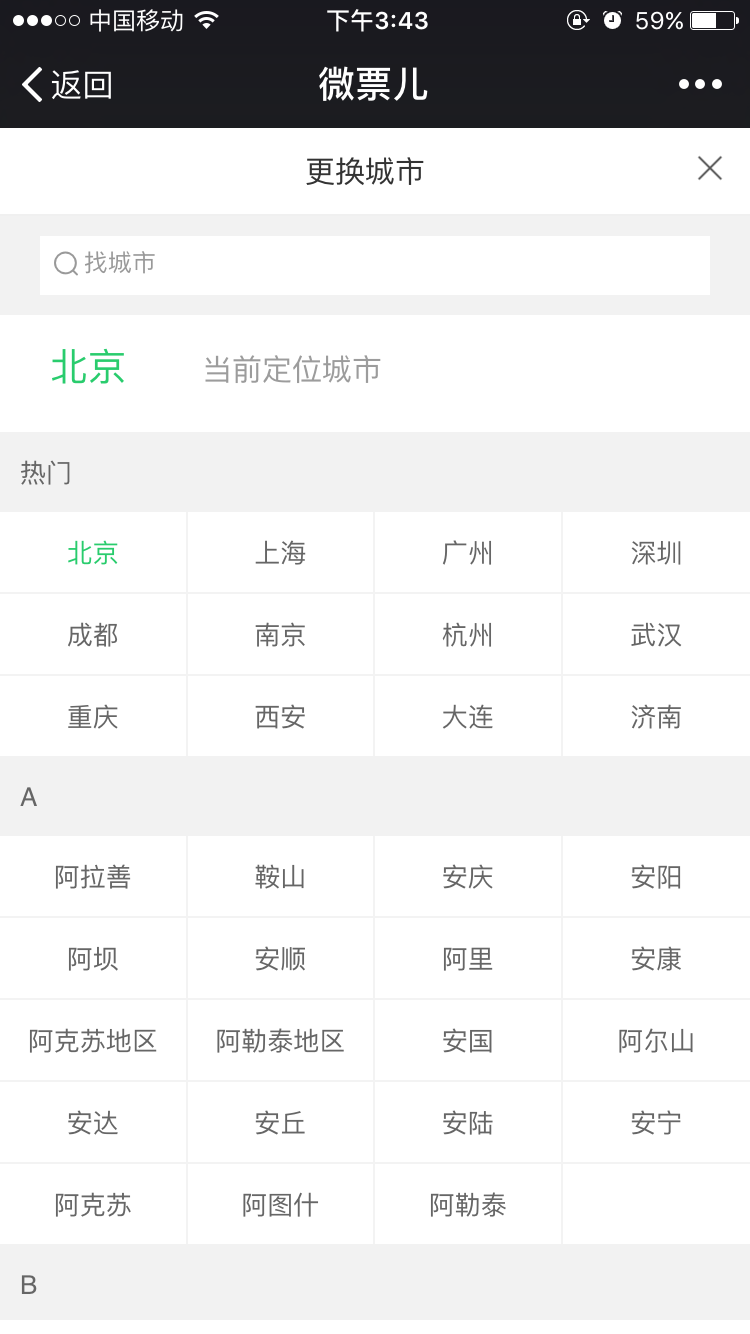 中国移动 下午3:43 59%
返回 微票儿
更换城市
找城市
北京 当前定位城市
热门
北京 上海 广州 深圳
成都 南京 杭州 武汉
重庆 西安 大连 济南
A
阿拉善 鞍山 安庆 安阳
阿坝 安顺 阿里 安康
阿克苏地区 阿勒泰地区 安国 阿尔山
安达 安丘 安陆 安宁
阿克苏 阿图什 阿勒泰
B